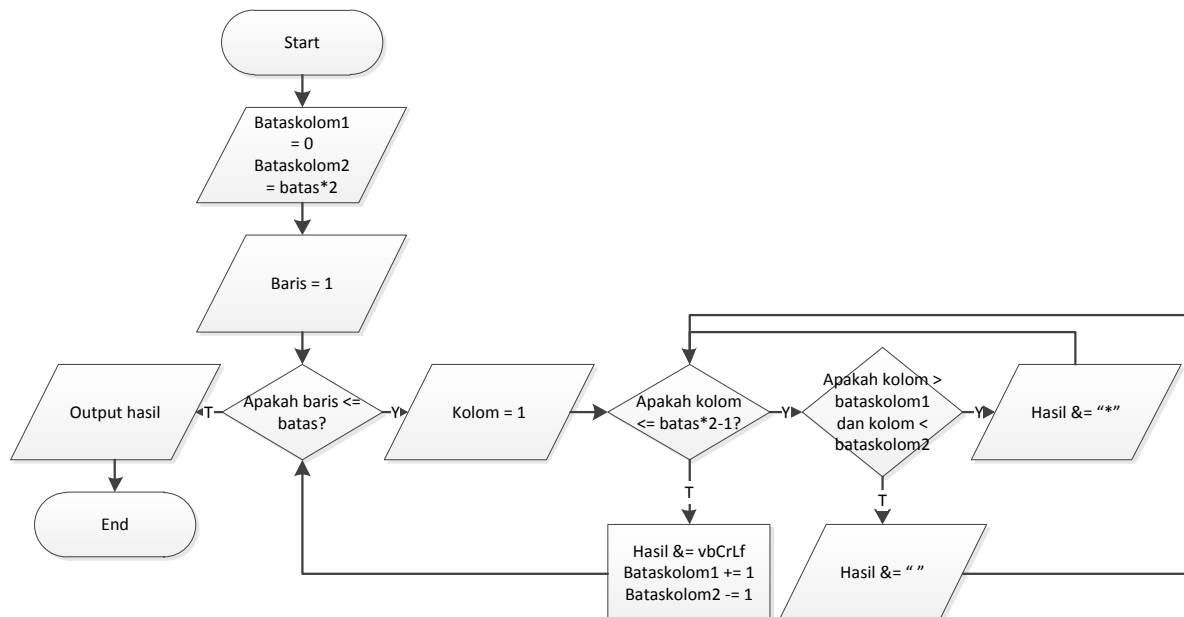 Start
Bataskolom1
= 0
Bataskolom2
= batas*2
Baris = 1
Output hasil
T
Apakah baris <=
batas?
Y
Kolom = 1
Apakah kolom
<= batas*2-1?
Y
Apakah kolom >
bataskolom1
dan kolom <
bataskolom2
Y
Hasil &= “*”
End
T
Hasil &= vbCrLf
Bataskolom1 += 1
Bataskolom2 -= 1
T
Hasil &= “ ”